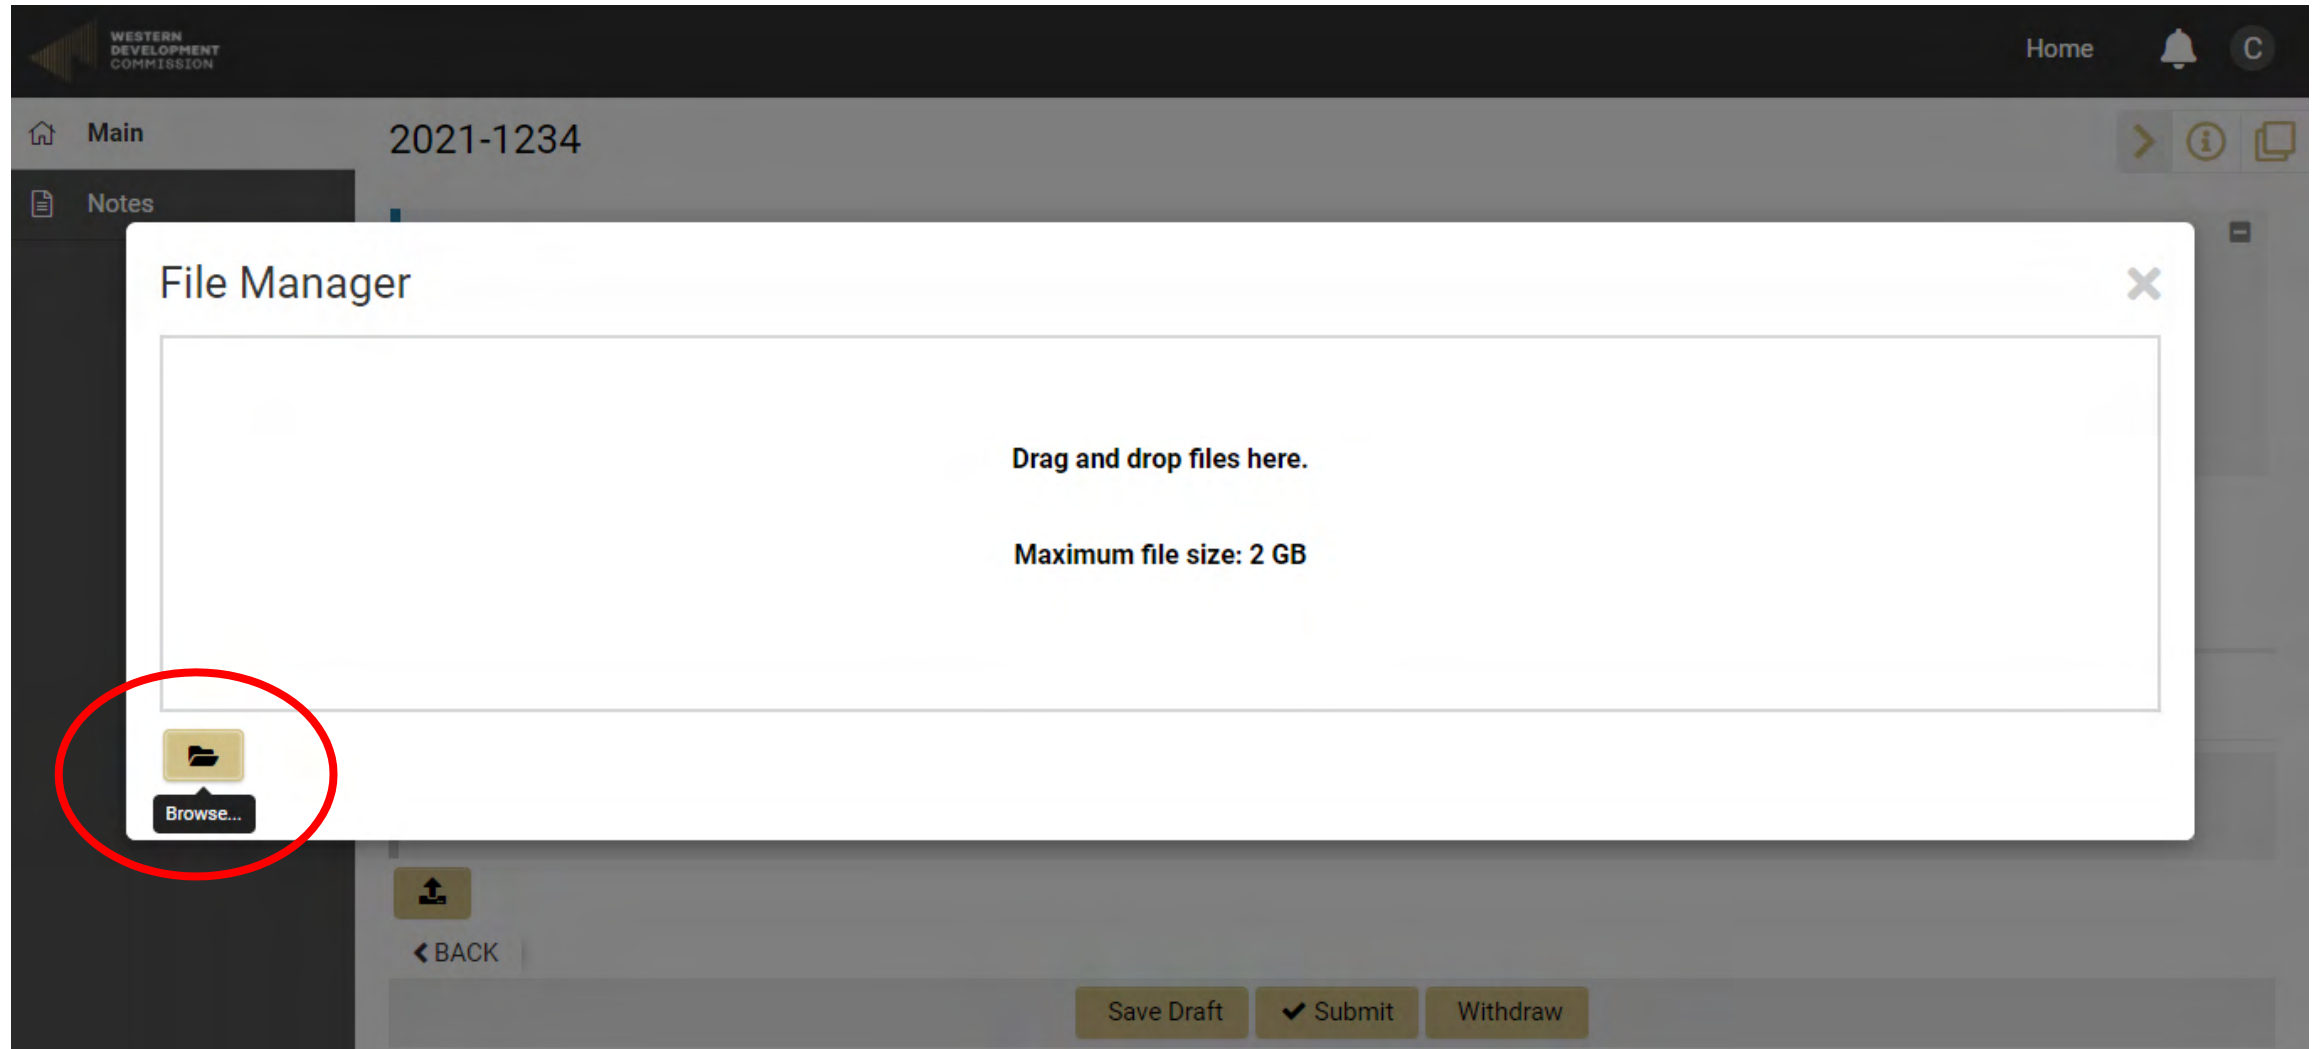 WESTERN
DEVELOPMENT
COMMISSION
Home
C
Main
2021-1234
Notes
File Manager
Drag and drop files here.
Maximum file size: 2 GB
Browse...
BACK
Save Draft
Submit
Withdraw